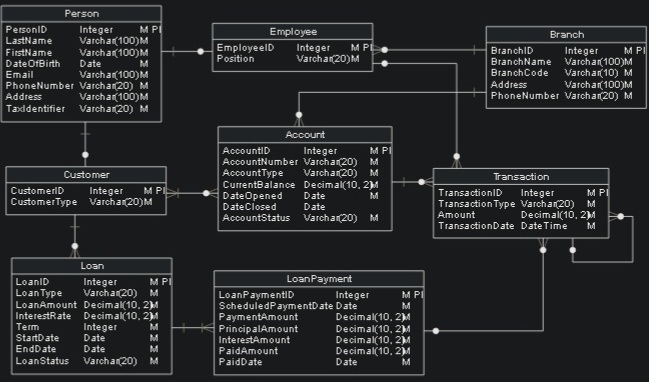 Person
PersonID Integer M PI
LastName Varchar(100)M
FirstName Varchar(100)M
DateOfBirth Date M
Email Varchar(100)M
PhoneNumber Varchar(20) M
Address Varchar(100)M
TaxIdentifier Varchar(20) M
Employee
EmployeeID Integer M PI
Position Varchar(20)M
Branch
BranchID Integer M PI
BranchName Varchar(100)M
BranchCode Varchar(10) M
Address Varchar(100)M
PhoneNumber Varchar(20) M
Account
AccountID Integer M PI
AccountNumber Varchar(20) M
AccountType Varchar(20) M
CurrentBalance Decimal(10, 2)M
DateOpened Date M
DateClosed Date
AccountStatus Varchar(20) M
Customer
CustomerID Integer M PI
CustomerType Varchar(20)M
Transaction
TransactionID Integer M PI
TransactionType Varchar(20) M
Amount Decimal(10, 2)M
TransactionDate DateTime M
Loan
LoanID Integer M PI
LoanType Varchar(20) M
LoanAmount Decimal(10, 2)M
InterestRate Decimal(10, 2)M
Term Integer M
StartDate Date M
EndDate Date M
LoanStatus Varchar(20) M
LoanPayment
LoanPaymentID Integer M PI
ScheduledPaymentDate Date M
PaymentAmount Decimal(10, 2)M
PrincipalAmount Decimal(10, 2)M
InterestAmount Decimal(10, 2)M
PaidAmount Decimal(10, 2)M
PaidDate Date M